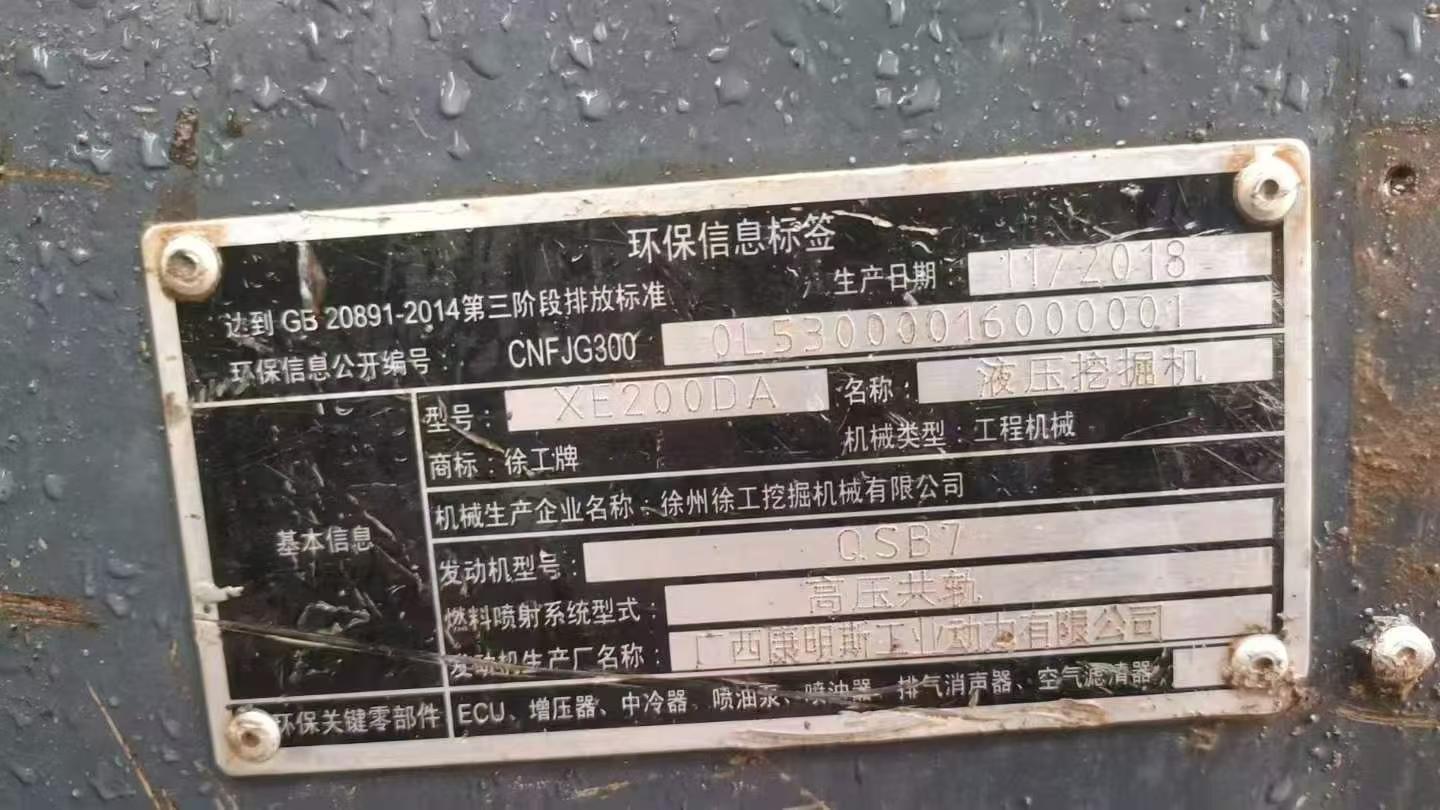 环保信息标签
生产日期 11/2018
达到 GB 20891-2014第三阶段排放标准
环保信息公开编号： CNFJG300 0L53000016000001
型号： XE200DA 名称： 液压挖掘机
商标：徐工牌 机械类型：工程机械
机械生产企业名称：徐州徐工挖掘机械有限公司
基本信息
发动机型号： QSB7
燃料喷射系统型式： 高压共轨
发动机生产厂名称： 广西康明斯工业动力有限公司
环保关键零部件 ECU、增压器、中冷器、喷油泵、喷油器、排气消声器、空气滤清器